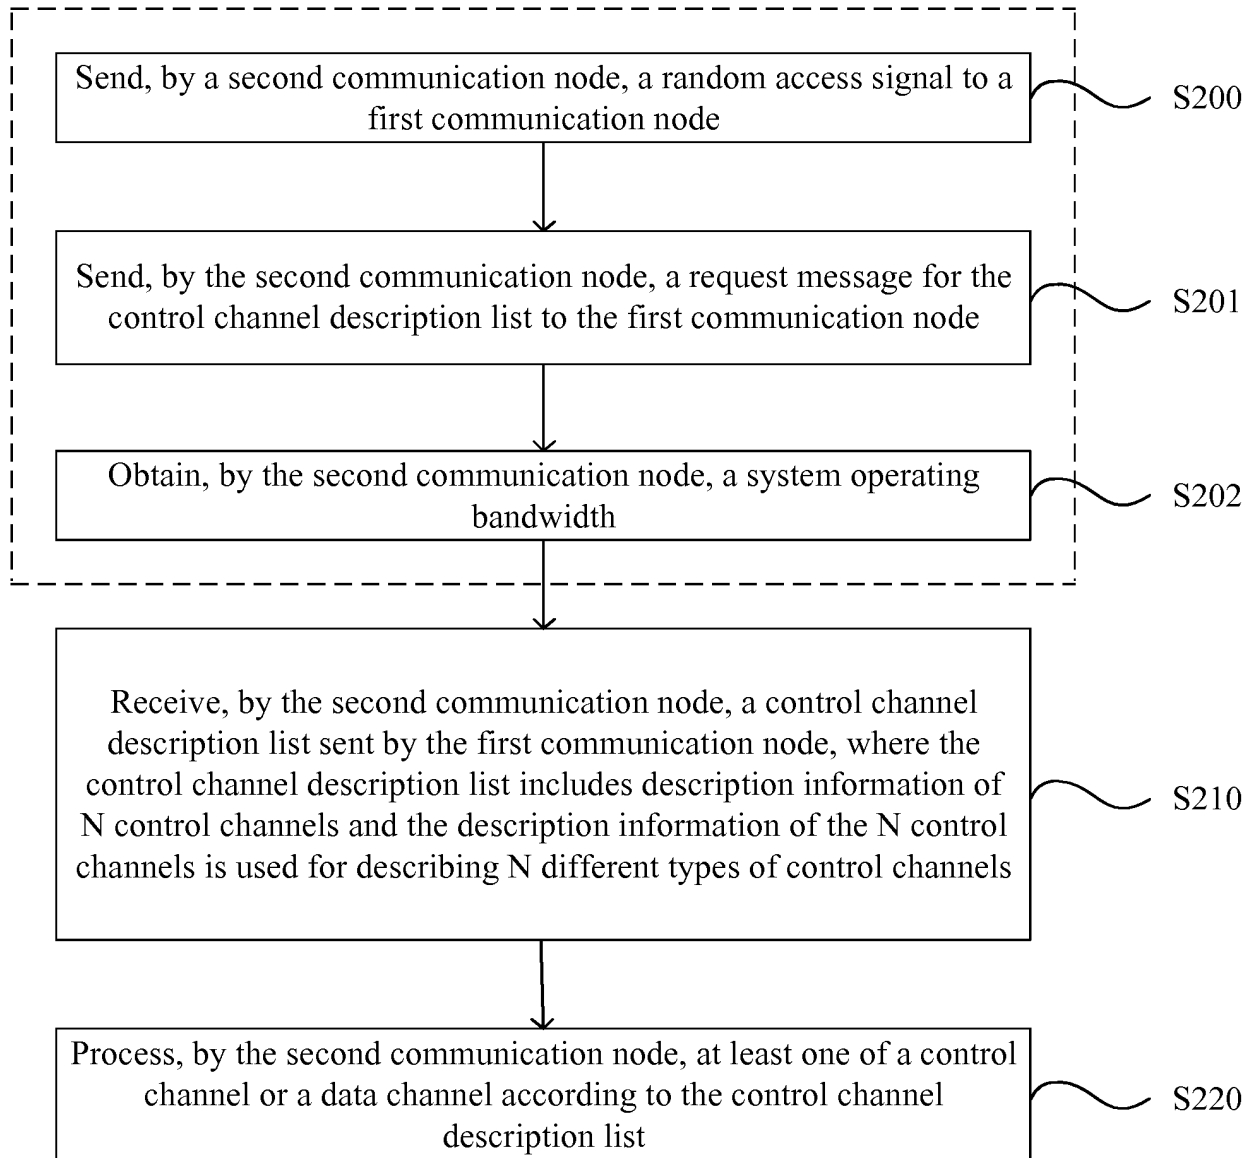 Send, by a second communication node, a random access signal to a
first communication node
S200
Send, by the second communication node, a request message for the
control channel description list to the first communication node
S201
Obtain, by the second communication node, a system operating
bandwidth
S202
Receive, by the second communication node, a control channel
description list sent by the first communication node, where the
control channel description list includes description information of
N control channels and the description information of the N control
channels is used for describing N different types of control channels
S210
Process, by the second communication node, at least one of a control
channel or a data channel according to the control channel
description list
S220